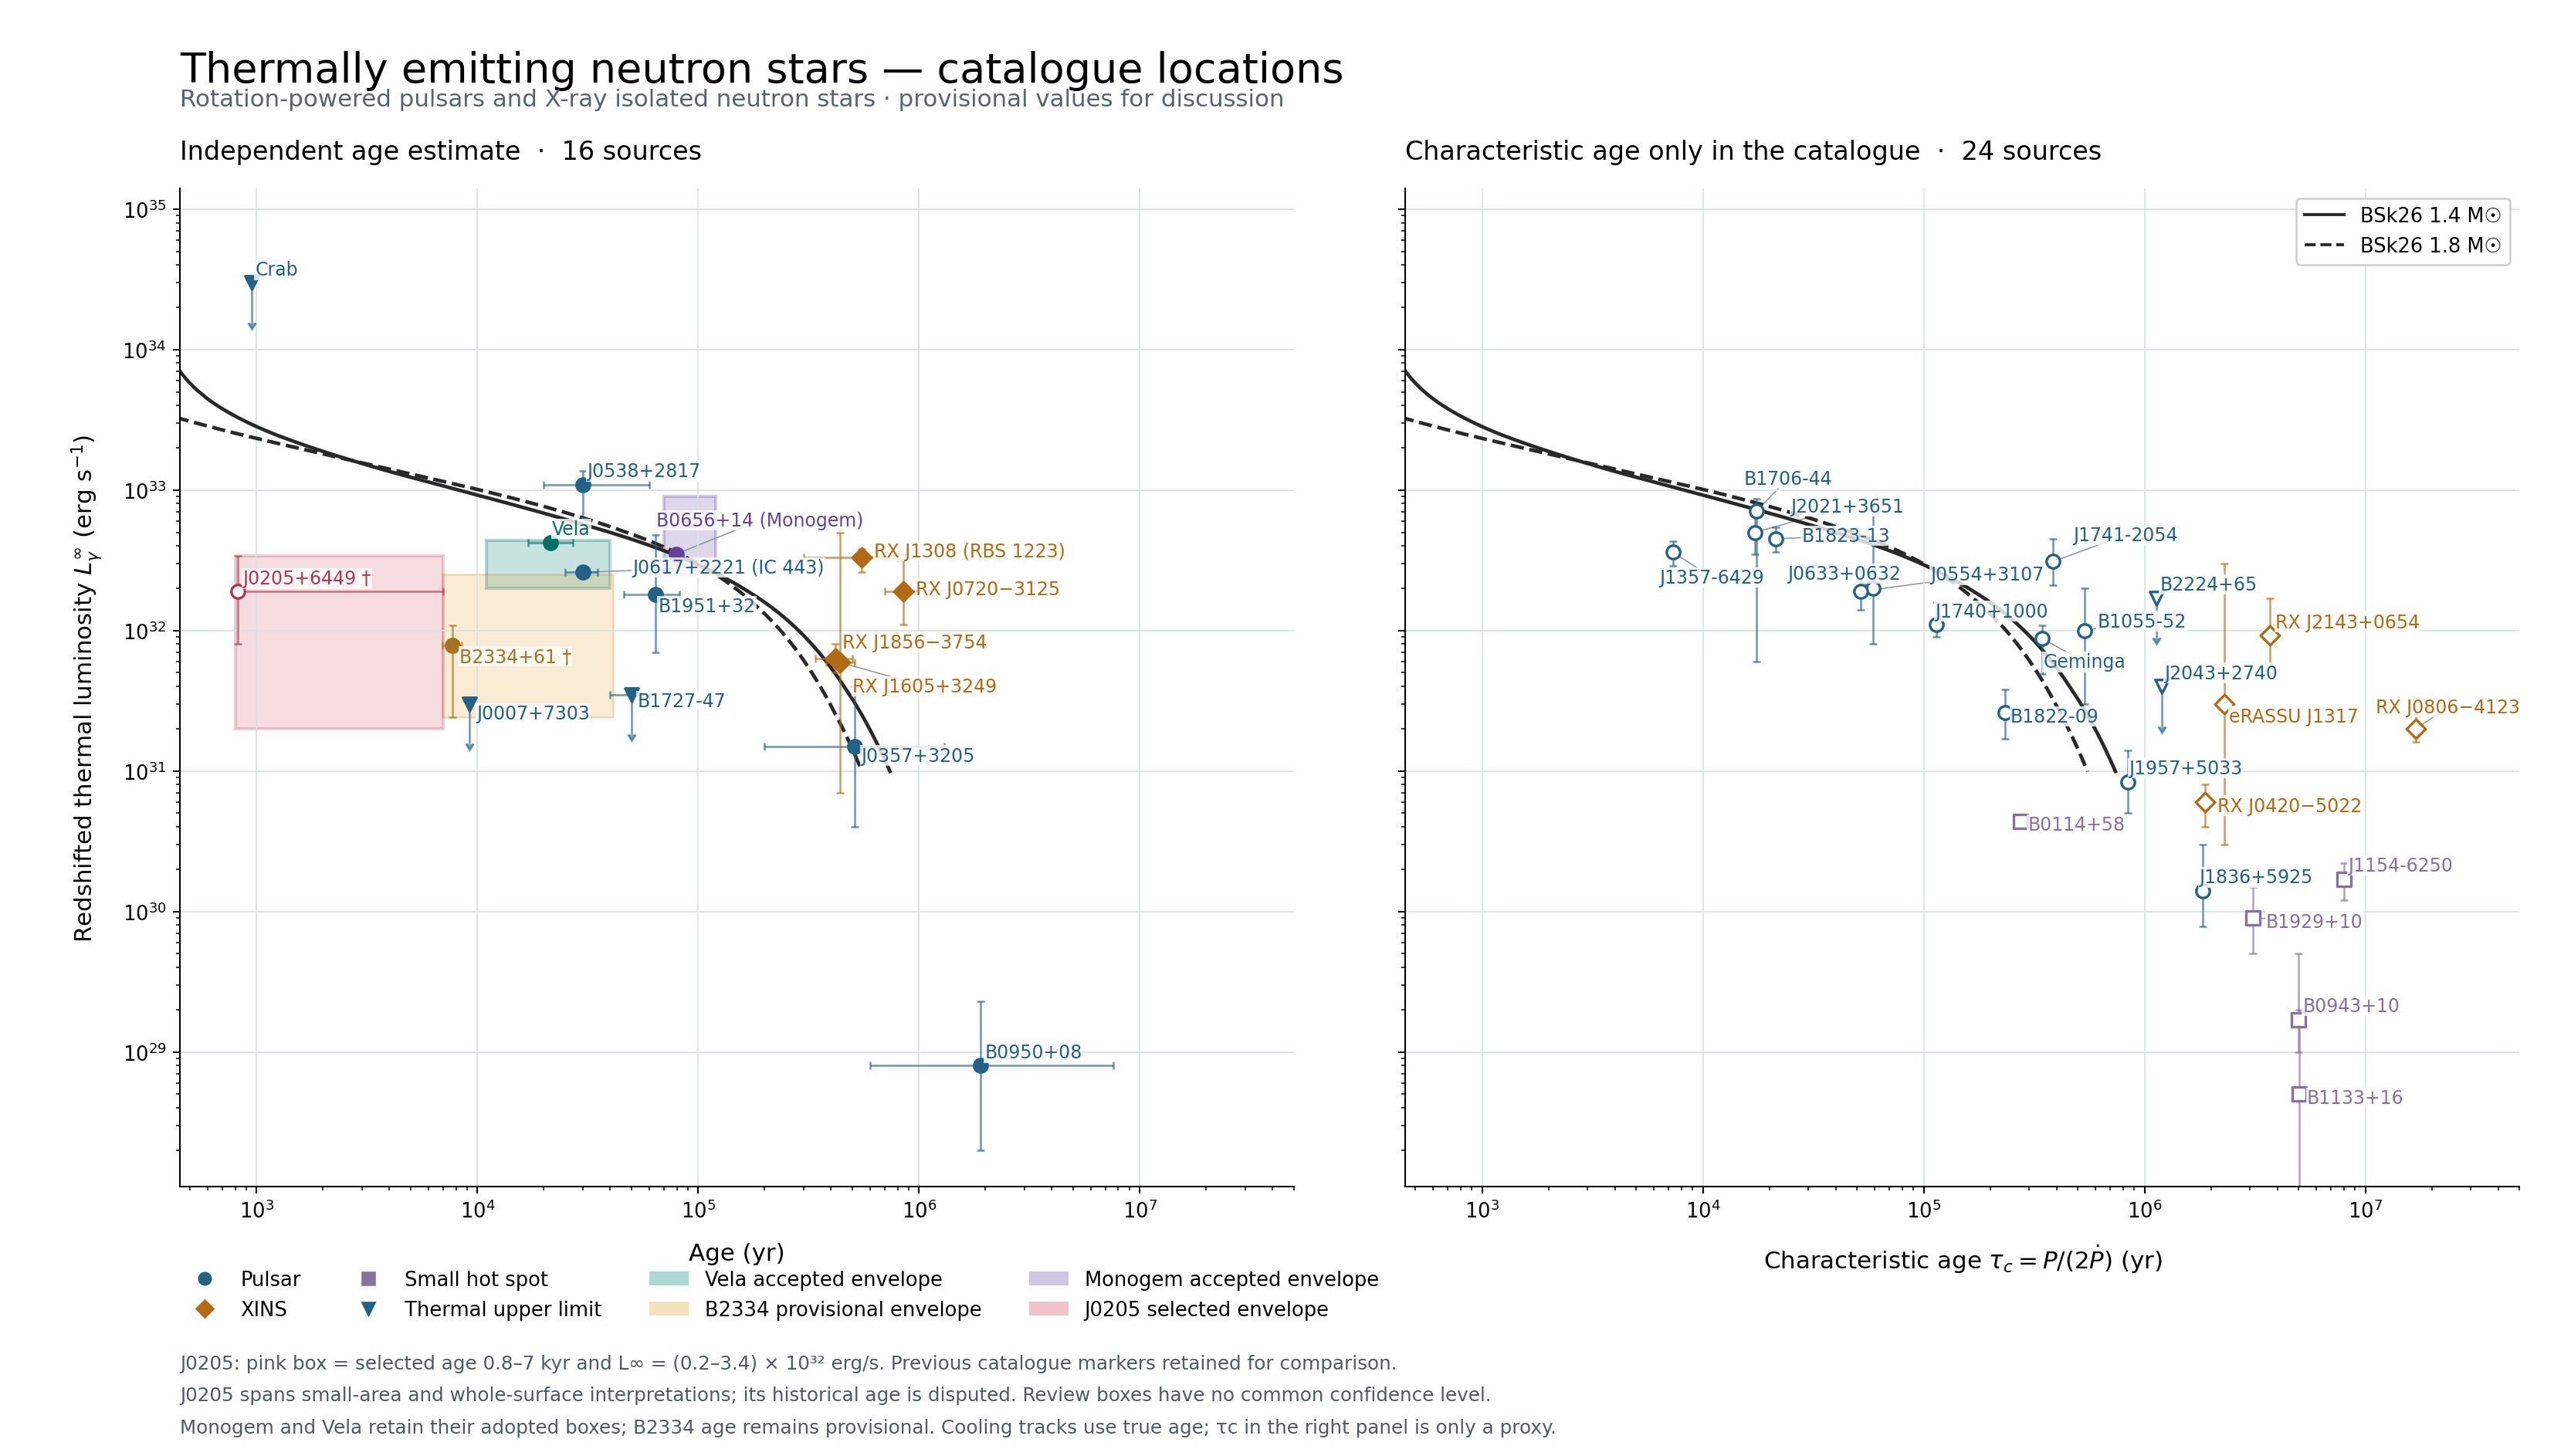 Thermally emitting neutron stars — catalogue locations
Rotation-powered pulsars and X-ray isolated neutron stars · provisional values for discussion
Independent age estimate · 16 sources
Characteristic age only in the catalogue · 24 sources
Redshifted thermal luminosity Lγ∞ (erg s⁻¹)
10³⁵
10³⁴
10³³
10³²
10³¹
10³⁰
10²⁹
Crab
J0538+2817
Vela
B0656+14 (Monogem)
RX J1308 (RBS 1223)
J0617+2221 (IC 443)
J0205+6449 †
RX J0720−3125
B1951+32
RX J1856−3754
B2334+61 †
RX J1605+3249
B1727-47
J0007+7303
J0357+3205
B0950+08
10³ 10⁴ 10⁵ 10⁶ 10⁷
Age (yr)
BSk26 1.4 M☉
BSk26 1.8 M☉
B1706-44
J2021+3651
B1823-13
J1741-2054
J1357-6429
J0633+0632
J0554+3107
B2224+65
J1740+1000
B1055-52
RX J2143+0654
Geminga
J2043+2740
B1822-09
eRASSU J1317
RX J0806−4123
J1957+5033
RX J0420−5022
B0114+58
J1154-6250
J1836+5925
B1929+10
B0943+10
B1133+16
10³ 10⁴ 10⁵ 10⁶ 10⁷
Characteristic age τc = P/(2Ṗ) (yr)
Pulsar
XINS
Small hot spot
Thermal upper limit
Vela accepted envelope
B2334 provisional envelope
Monogem accepted envelope
J0205 selected envelope
J0205: pink box = selected age 0.8–7 kyr and L∞ = (0.2–3.4) × 10³² erg/s. Previous catalogue markers retained for comparison.
J0205 spans small-area and whole-surface interpretations; its historical age is disputed. Review boxes have no common confidence level.
Monogem and Vela retain their adopted boxes; B2334 age remains provisional. Cooling tracks use true age; τc in the right panel is only a proxy.